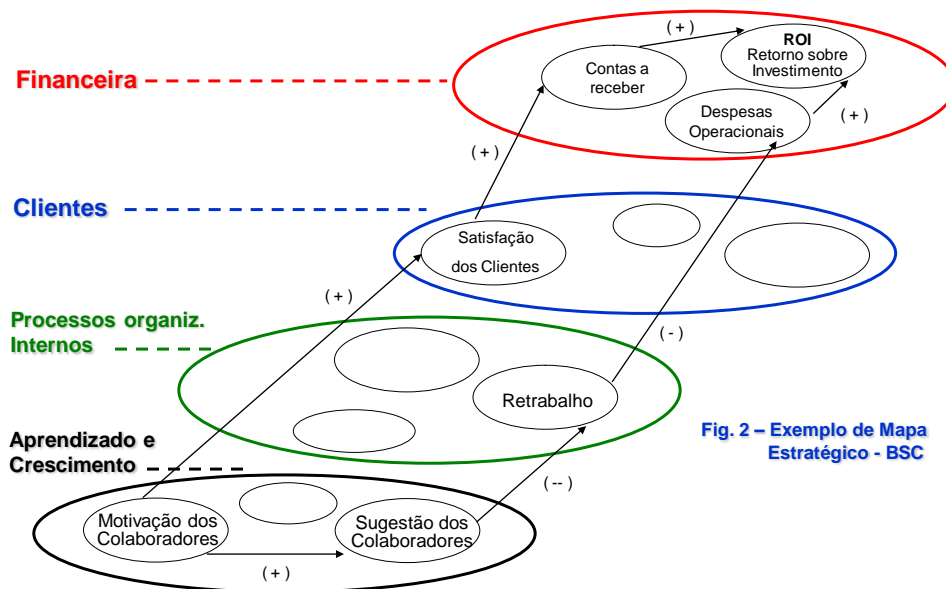 ( + )
Financeira
Contas a
receber
ROI
Retorno sobre
Investimento
Despesas
Operacionais
( + )
( + )
Clientes
Satisfação
dos Clientes
( + )
Processos organiz.
Internos
( - )
Retrabalho
Aprendizado e
Crescimento
Fig. 2 – Exemplo de Mapa
Estratégico - BSC
( -- )
Motivação dos
Colaboradores
Sugestão dos
Colaboradores
( + )